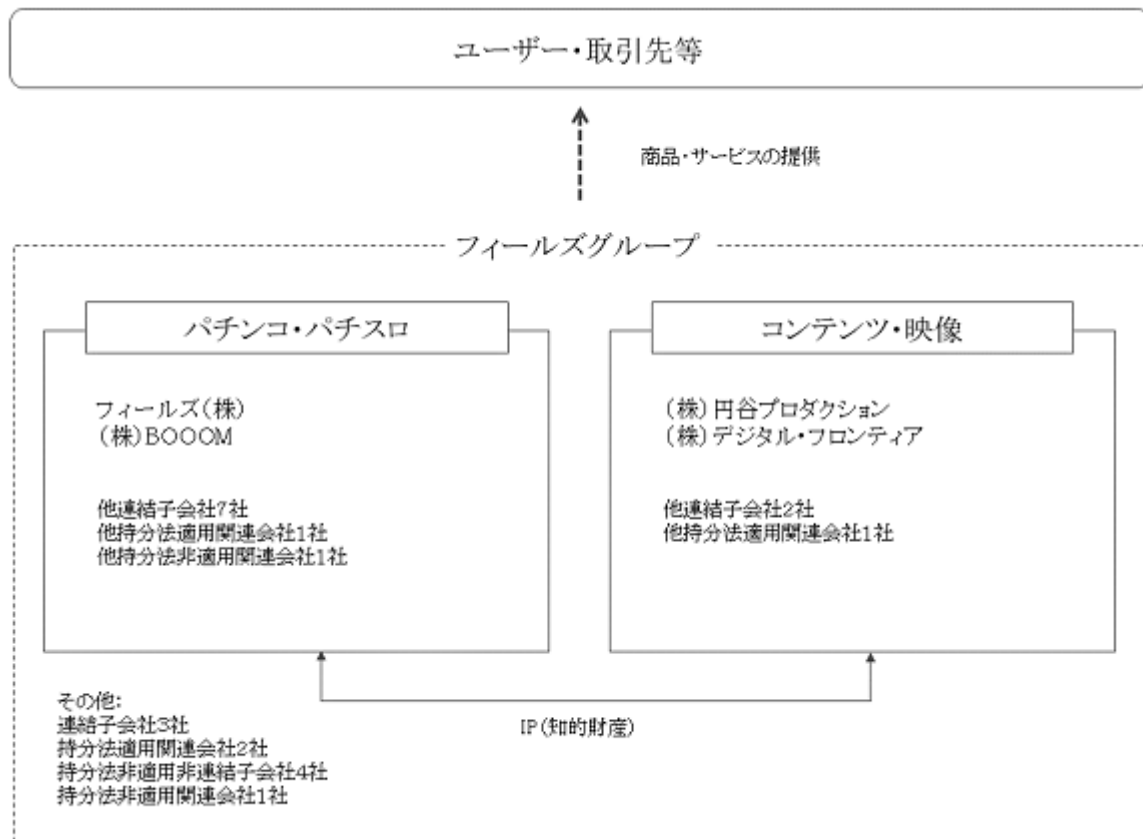 ユーザー・取引先等
商品・サービスの提供
フィールズグループ
パチンコ・パチスロ
フィールズ(株)
(株)BOOOM
他連結子会社7社
他持分法適用関連会社1社
他持分法非適用関連会社1社
コンテンツ・映像
(株)円谷プロダクション
(株)デジタル・フロンティア
他連結子会社2社
他持分法適用関連会社1社
IP(知的財産)
その他:
連結子会社3社
持分法適用関連会社2社
持分法非適用非連結子会社4社
持分法非適用関連会社1社